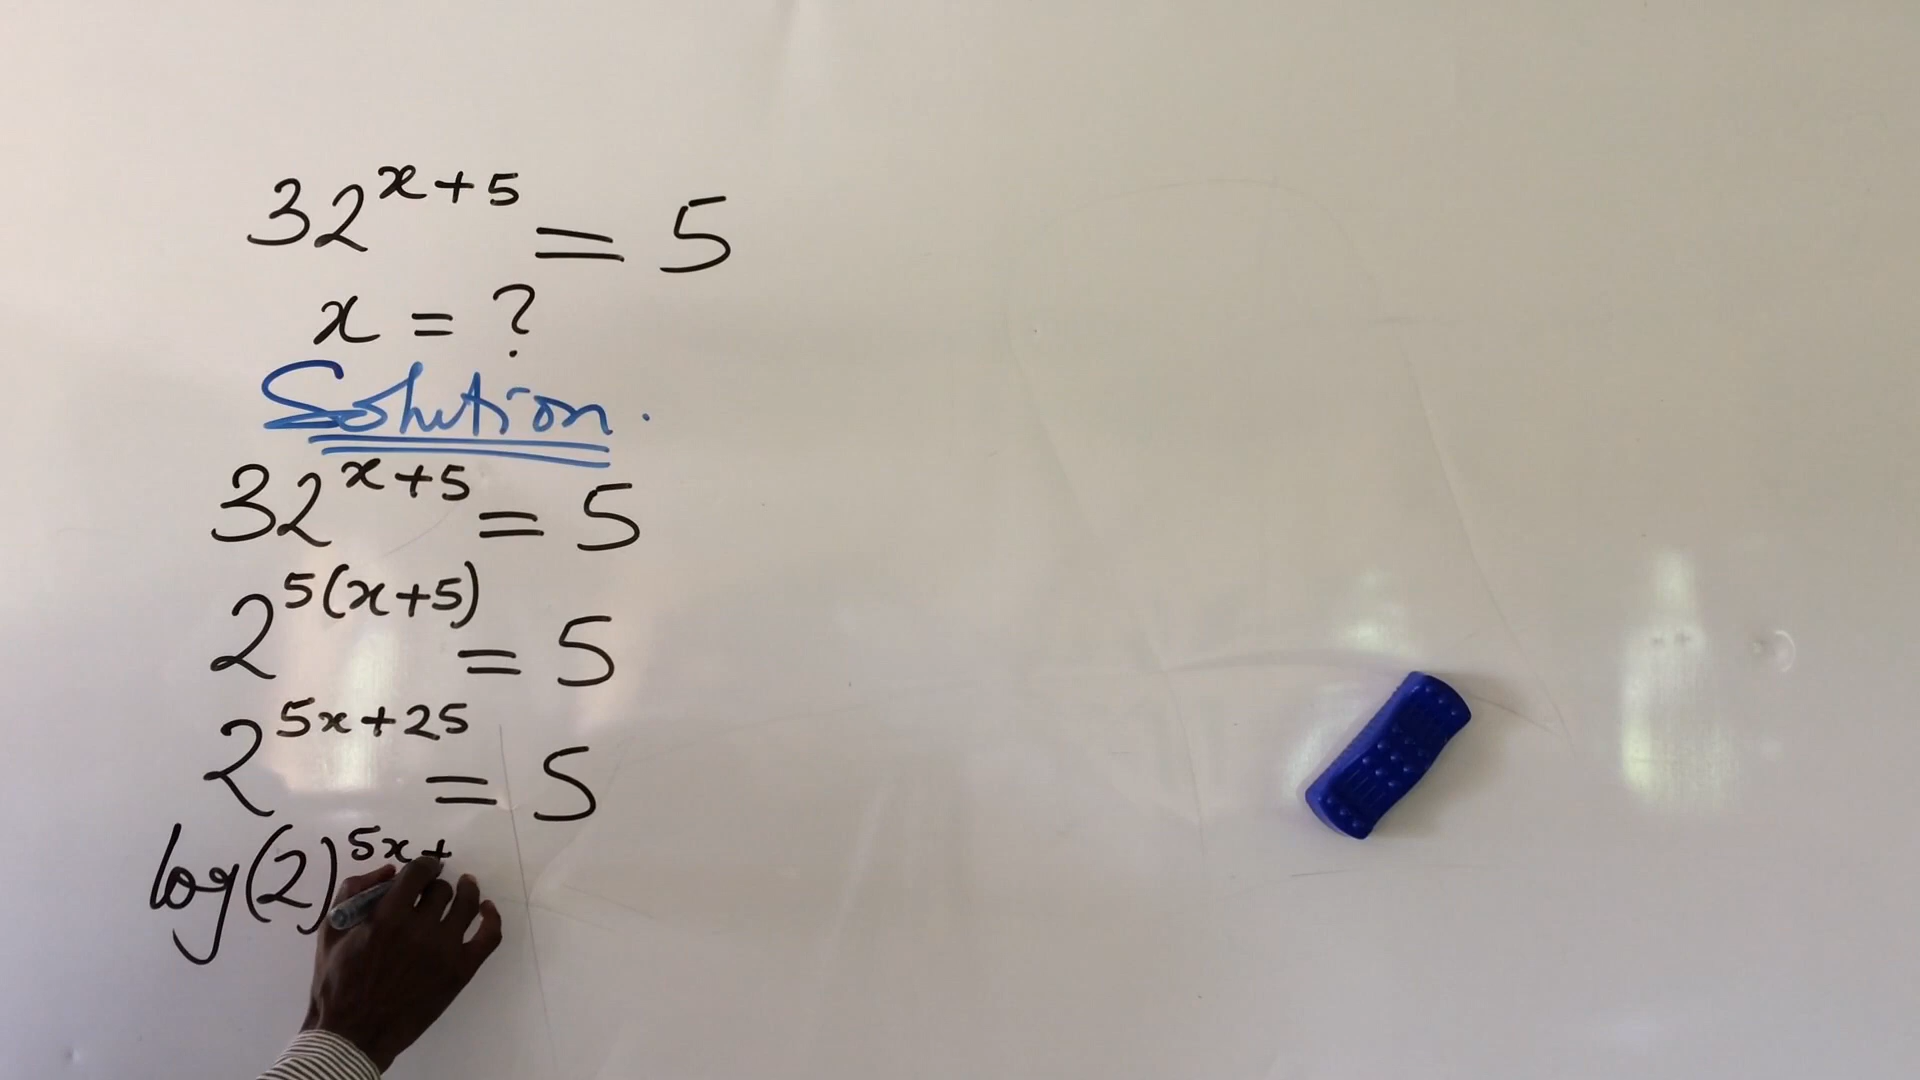 32^{x+5} = 5
x = ?
Solution.
32^{x+5} = 5
2^{5(x+5)} = 5
2^{5x+25} = 5
log(2)^{5x+